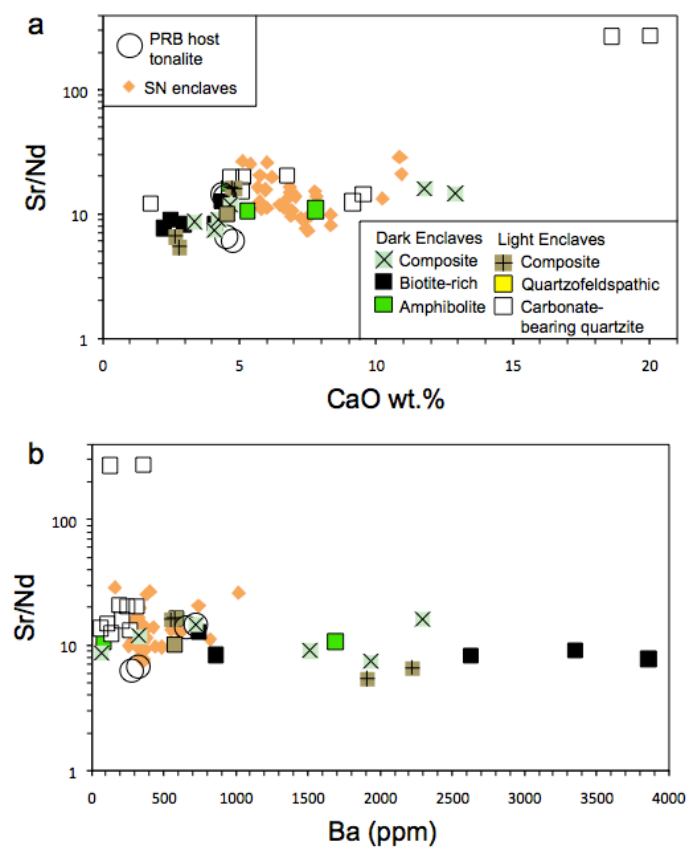 a
PRB host
tonalite
SN enclaves
100
10
1
Sr/Nd
Dark Enclaves
Light Enclaves
Composite
Composite
Biotite-rich
Quartzofeldspathic
Amphibolite
Carbonate-
bearing quartzite
0 5 10 15 20
CaO wt.%
b
100
10
1
Sr/Nd
0 500 1000 1500 2000 2500 3000 3500 4000
Ba (ppm)